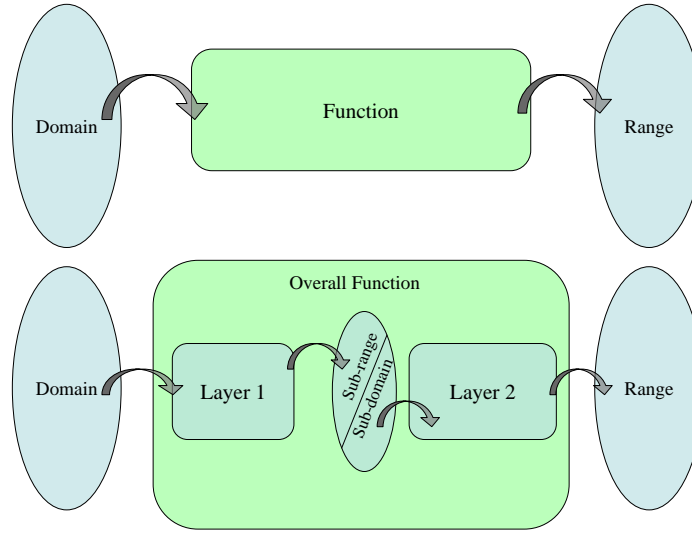 Domain
Function
Range
Overall Function
Domain
Layer 1
Sub-range
Sub-domain
Layer 2
Range